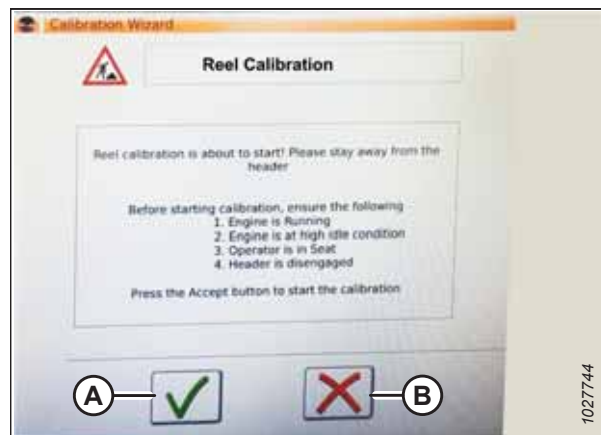 Calibration Wizard
Reel Calibration
Reel calibration is about to start! Please stay away from the
header
Before starting calibration, ensure the following
1. Engine is Running
2. Engine is at high idle condition
3. Operator is in Seat
4. Header is disengaged
Press the Accept button to start the calibration
A
B
1027744